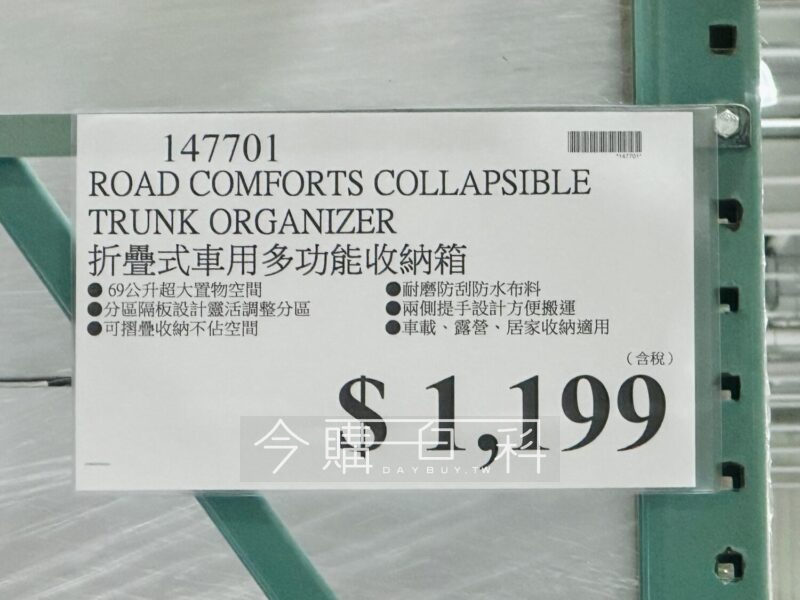 147701
*147701*
ROAD COMFORTS COLLAPSIBLE
TRUNK ORGANIZER
折疊式車用多功能收納箱
●69公升超大置物空間
●分區隔板設計靈活調整分區
●可摺疊收納不佔空間
●耐磨防刮防水布料
●兩側提手設計方便搬運
●車載、露營、居家收納適用
(含稅)
$ 1,199
今購百科
DAYBUY.TW